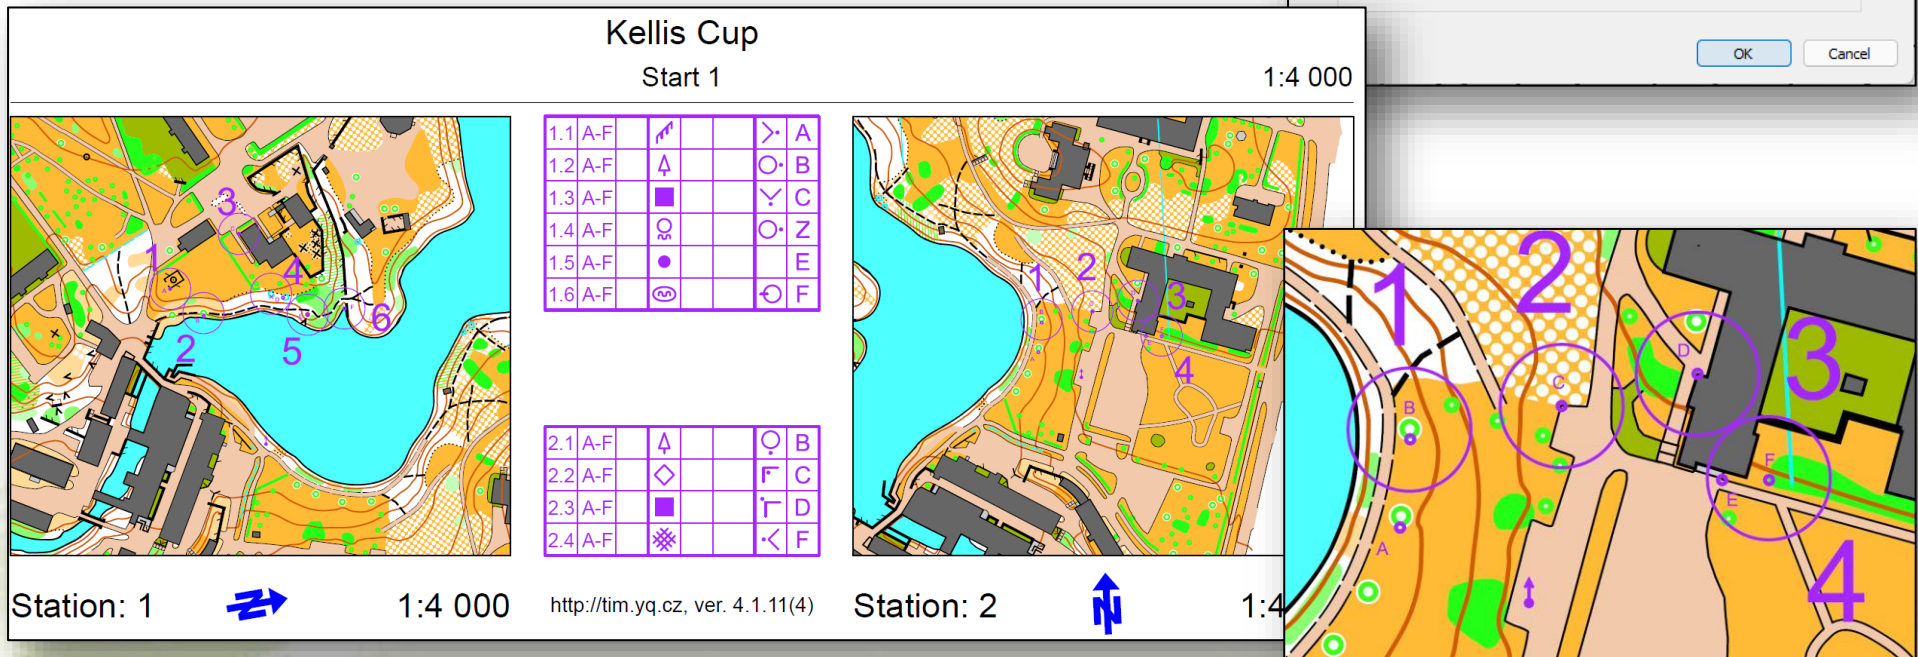 OK Cancel
Kellis Cup
Start 1
1:4 000
1.1 A-F A
1.2 A-F B
1.3 A-F C
1.4 A-F Z
1.5 A-F E
1.6 A-F F
1
2
3
4
5
6
2.1 A-F B
2.2 A-F C
2.3 A-F D
2.4 A-F F
1
2
3
4
Station: 1 N 1:4 000
http://tim.yq.cz, ver. 4.1.11(4)
Station: 2 N 1:4
1
2
3
4
A
B
C
D
E
F